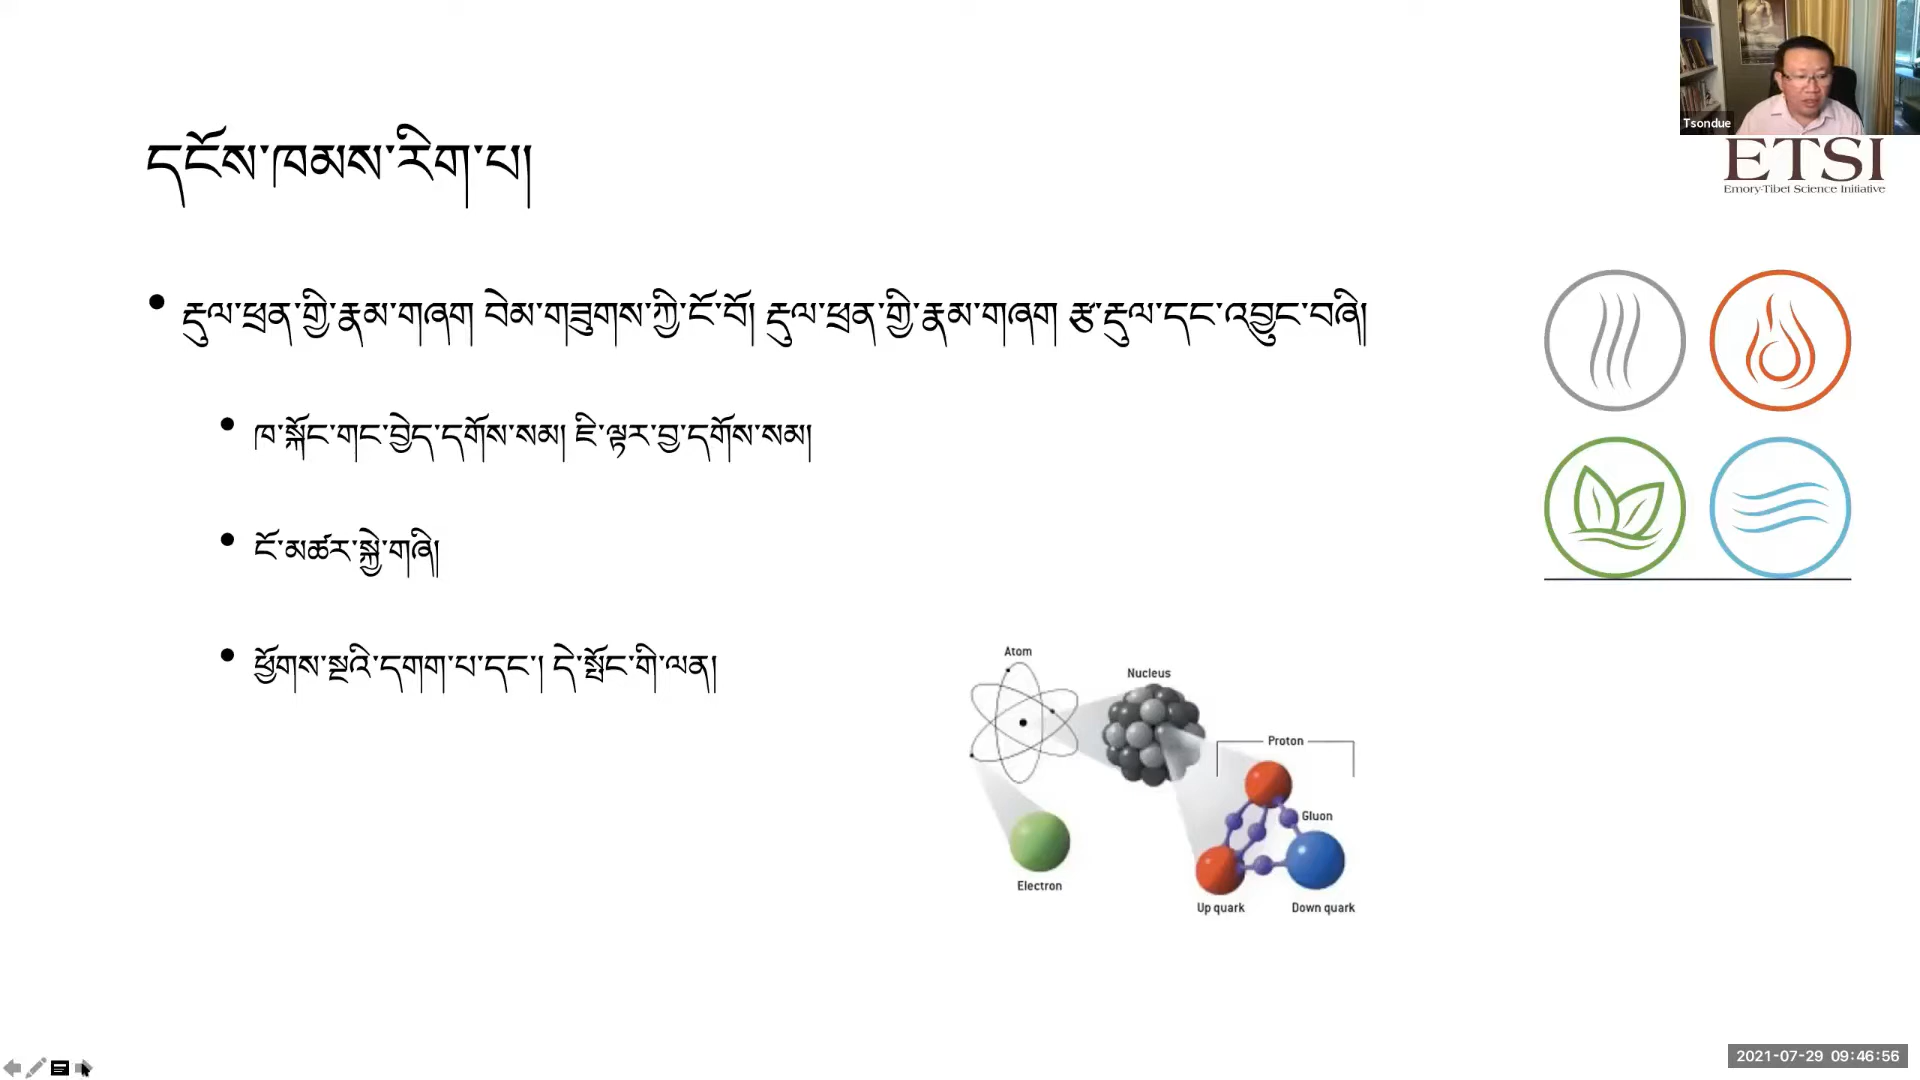 Tsondue
ETSI
Emory-Tibet Science Initiative
དངོས་ཁམས་རིག་པ།
• རྡུལ་ཕྲན་གྱི་རྣམ་གཞག བེམ་གཟུགས་ཀྱི་ངོ་བོ། རྡུལ་ཕྲན་གྱི་རྣམ་གཞག རྩ་རྡུལ་དང་འབྱུང་བཞི།
• ཁ་སྐོང་གང་བྱེད་དགོས་སམ། ཇི་ལྟར་བྱ་དགོས་སམ།
• ངོ་མཚར་སྐྱེ་གཞི།
• ཕྱོགས་སྔའི་དགག་པ་དང་། དེ་སྤོང་གི་ལན།
Atom
Nucleus
Proton
Gluon
Electron
Up quark
Down quark
2021-07-29 09:46:56